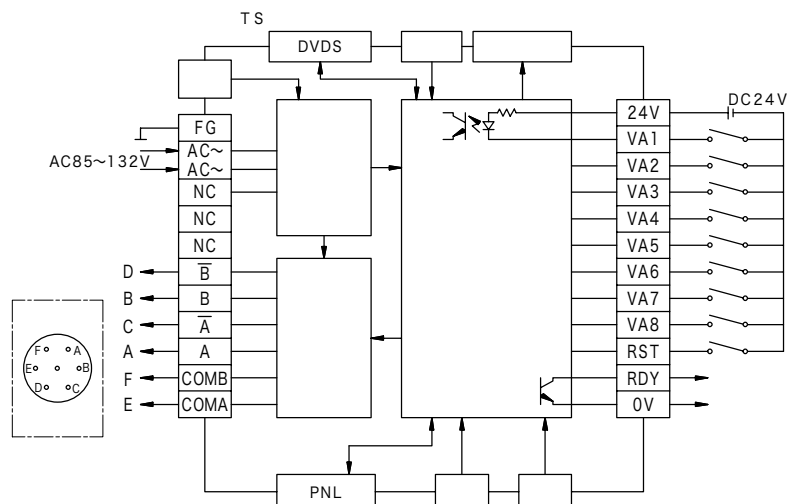 TS
DVDS
FG
AC~
AC~
AC85~132V
NC
NC
NC
D B̅
B B
C A̅
A A
F COMB
E COMA
F A
E B
D C
PNL
24V DC24V
VA1
VA2
VA3
VA4
VA5
VA6
VA7
VA8
RST
RDY
0V